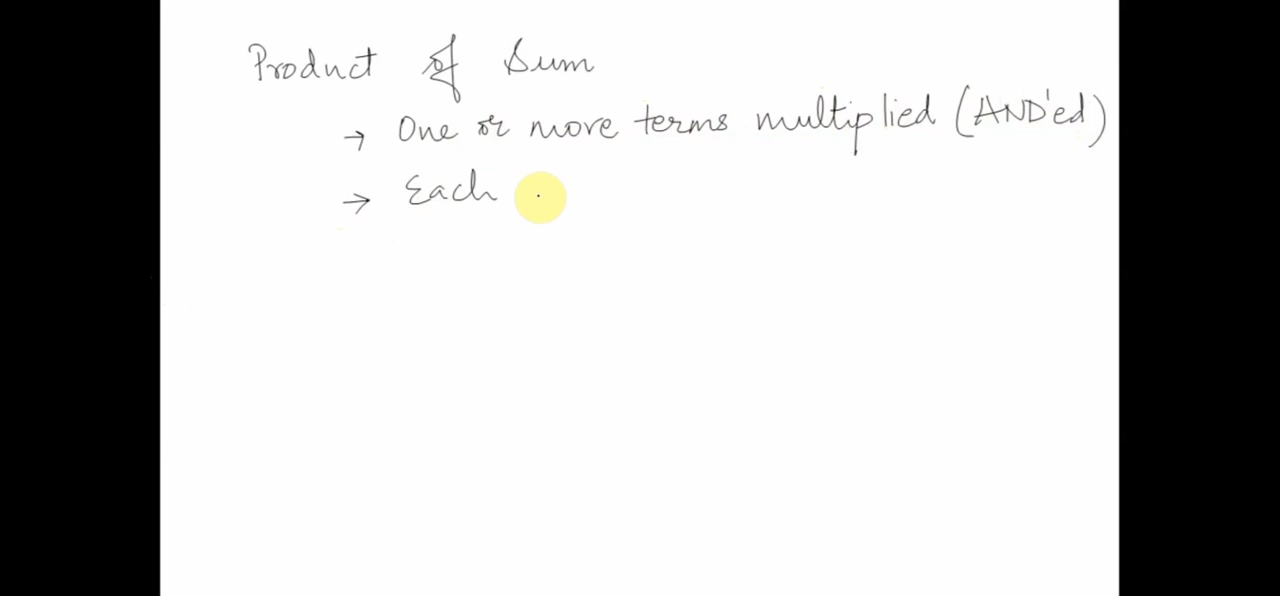 Product of Sum
→ One or more terms multiplied (AND'ed)
→ Each